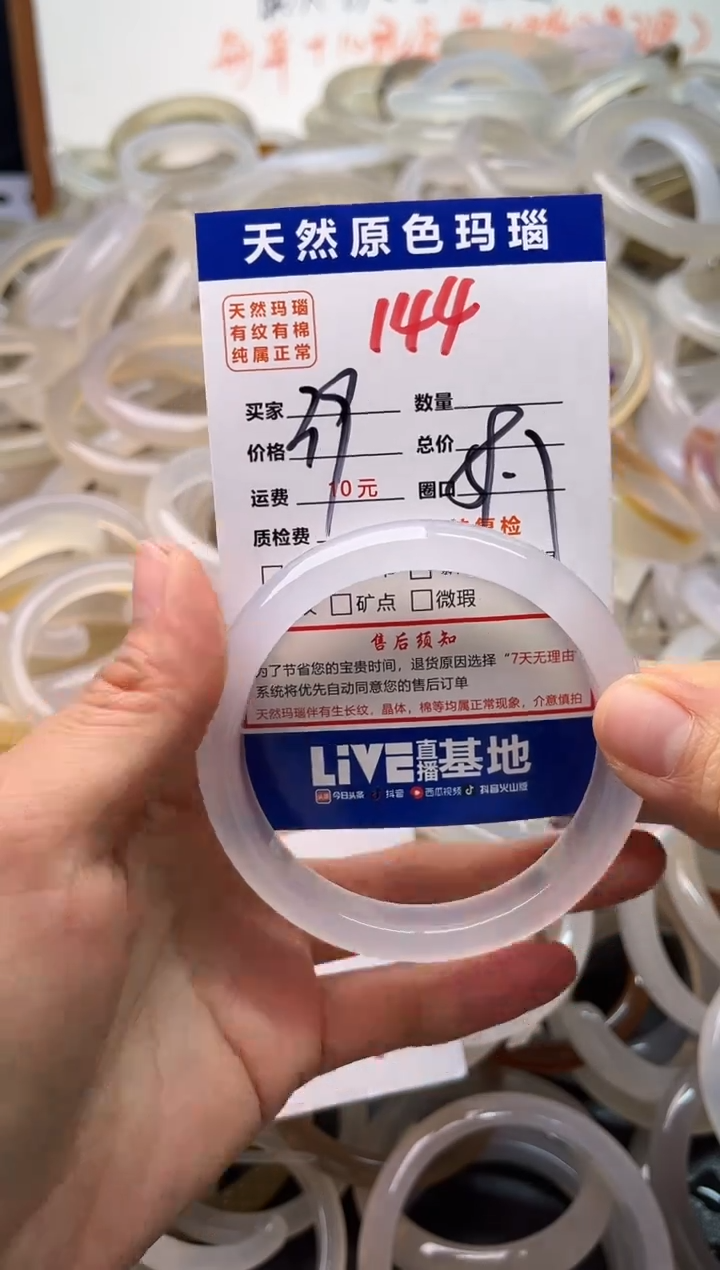 天然原色玛瑙
天然玛瑙
有纹有棉
纯属正常
144
买家 数量
价格 总价
运费 10元 圈口
质检费 复检
矿点 微瑕
售后须知
为了节省您的宝贵时间，退货原因选择“7天无理由
系统将优先自动同意您的售后订单
天然玛瑙伴有生长纹、晶体，棉等均属正常现象，介意慎拍
LiVE直播基地
今日头条 抖音 西瓜视频 抖音火山版